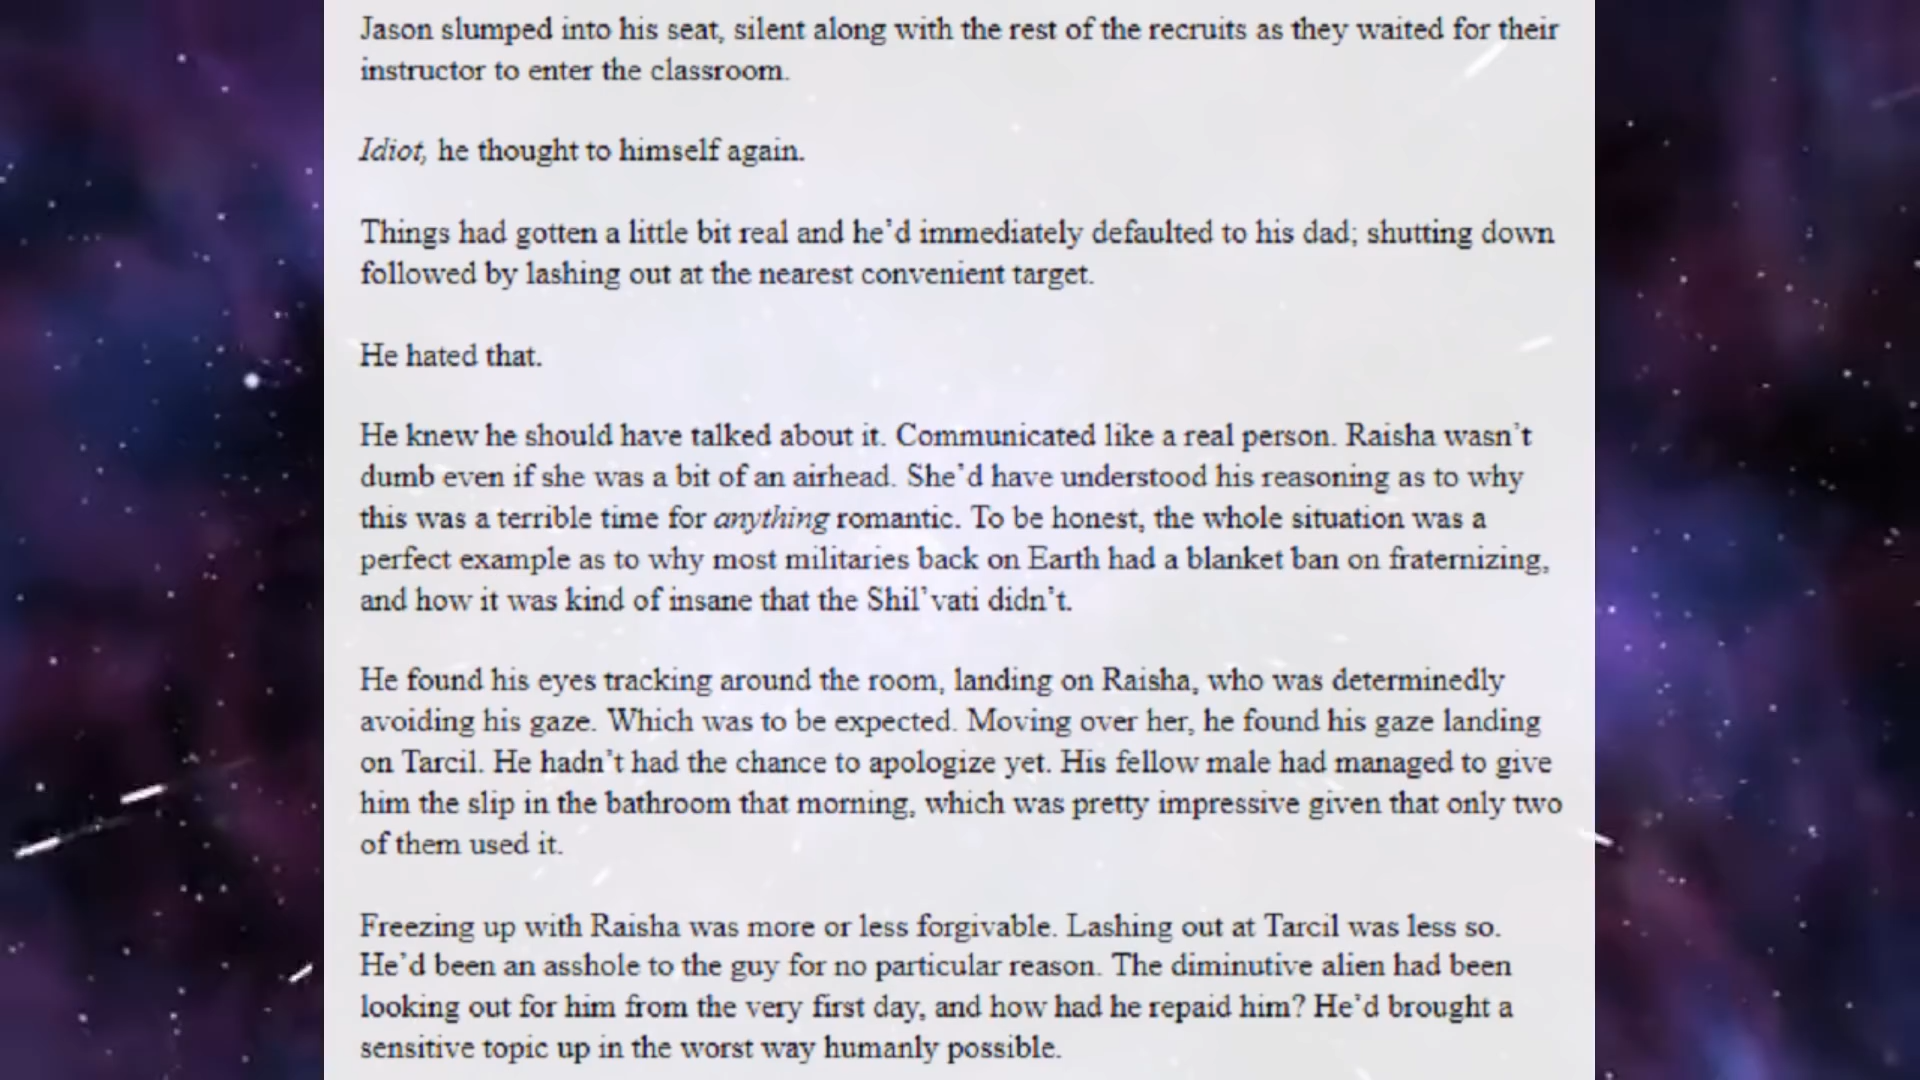 Jason slumped into his seat, silent along with the rest of the recruits as they waited for their
instructor to enter the classroom.
Idiot, he thought to himself again.
Things had gotten a little bit real and he’d immediately defaulted to his dad; shutting down
followed by lashing out at the nearest convenient target.
He hated that.
He knew he should have talked about it. Communicated like a real person. Raisha wasn’t
dumb even if she was a bit of an airhead. She’d have understood his reasoning as to why
this was a terrible time for anything romantic. To be honest, the whole situation was a
perfect example as to why most militaries back on Earth had a blanket ban on fraternizing,
and how it was kind of insane that the Shil’vati didn’t.
He found his eyes tracking around the room, landing on Raisha, who was determinedly
avoiding his gaze. Which was to be expected. Moving over her, he found his gaze landing
on Tarcil. He hadn’t had the chance to apologize yet. His fellow male had managed to give
him the slip in the bathroom that morning, which was pretty impressive given that only two
of them used it.
Freezing up with Raisha was more or less forgivable. Lashing out at Tarcil was less so.
He’d been an asshole to the guy for no particular reason. The diminutive alien had been
looking out for him from the very first day, and how had he repaid him? He’d brought a
sensitive topic up in the worst way humanly possible.